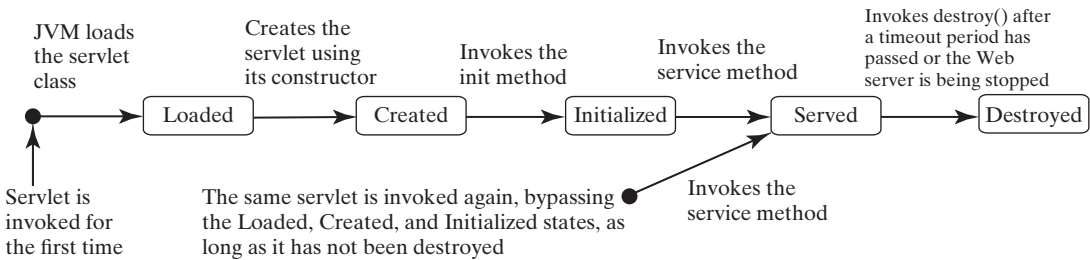 JVM loads
the servlet
class
Creates the
servlet using
its constructor
Invokes the
init method
Invokes the
service method
Invokes destroy() after
a timeout period has
passed or the Web
server is being stopped
Loaded
Created
Initialized
Served
Destroyed
Servlet is
invoked for
the first time
The same servlet is invoked again, bypassing
the Loaded, Created, and Initialized states, as
long as it has not been destroyed
Invokes the
service method